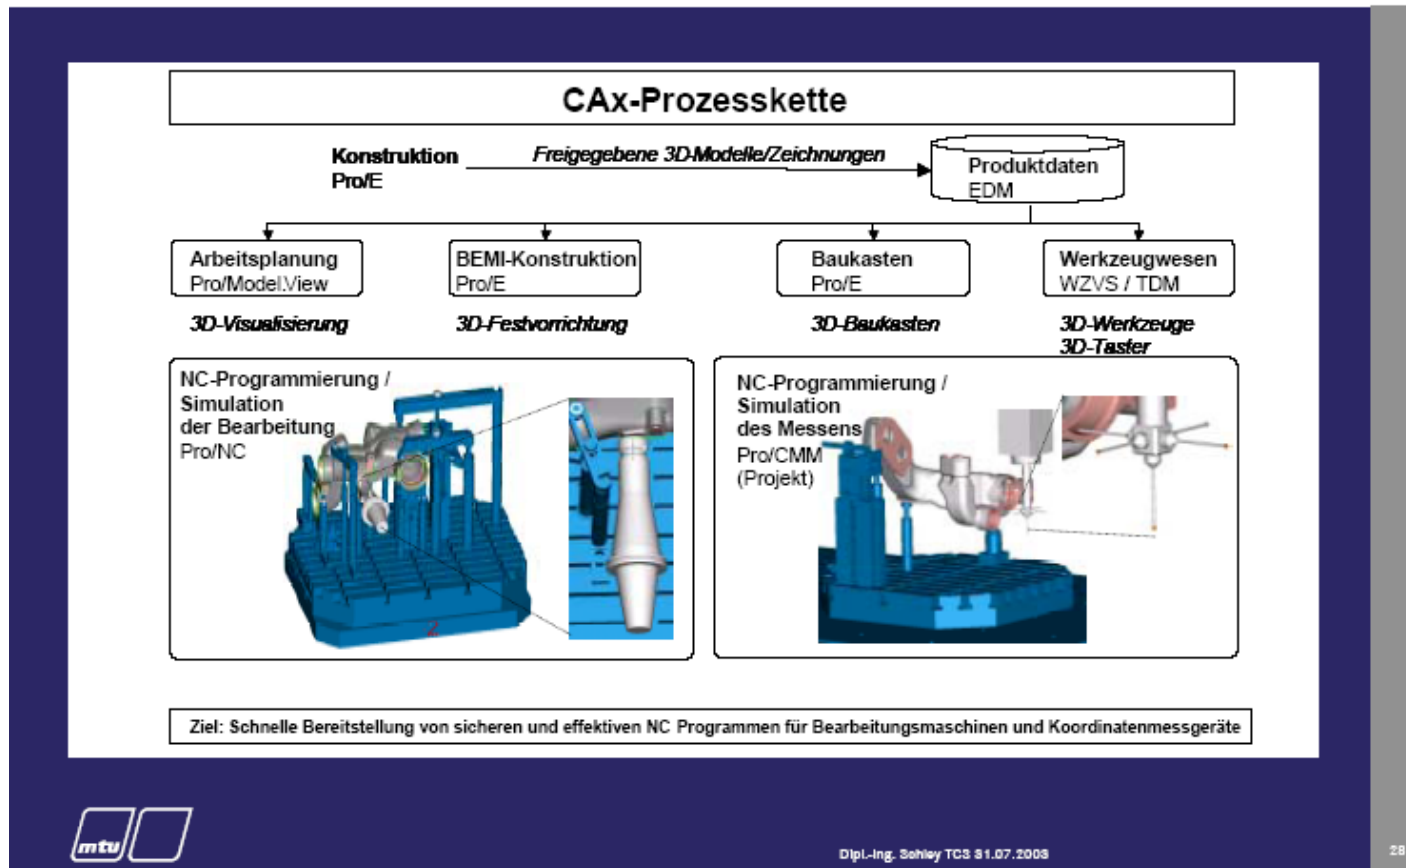 CAx-Prozesskette
Konstruktion
Pro/E
Freigegebene 3D-Modelle/Zeichnungen
Produktdaten
EDM
Arbeitsplanung
Pro/Model.View
BEMI-Konstruktion
Pro/E
Baukasten
Pro/E
Werkzeugwesen
WZVS / TDM
3D-Visualisierung
3D-Festvorrichtung
3D-Baukasten
3D-Werkzeuge
3D-Taster
NC-Programmierung /
Simulation
der Bearbeitung
Pro/NC
NC-Programmierung /
Simulation
des Messens
Pro/CMM
(Projekt)
Ziel: Schnelle Bereitstellung von sicheren und effektiven NC Programmen für Bearbeitungsmaschinen und Koordinatenmessgeräte
mtu
Dipl.-Ing. Schley TC3 31.07.2003
28